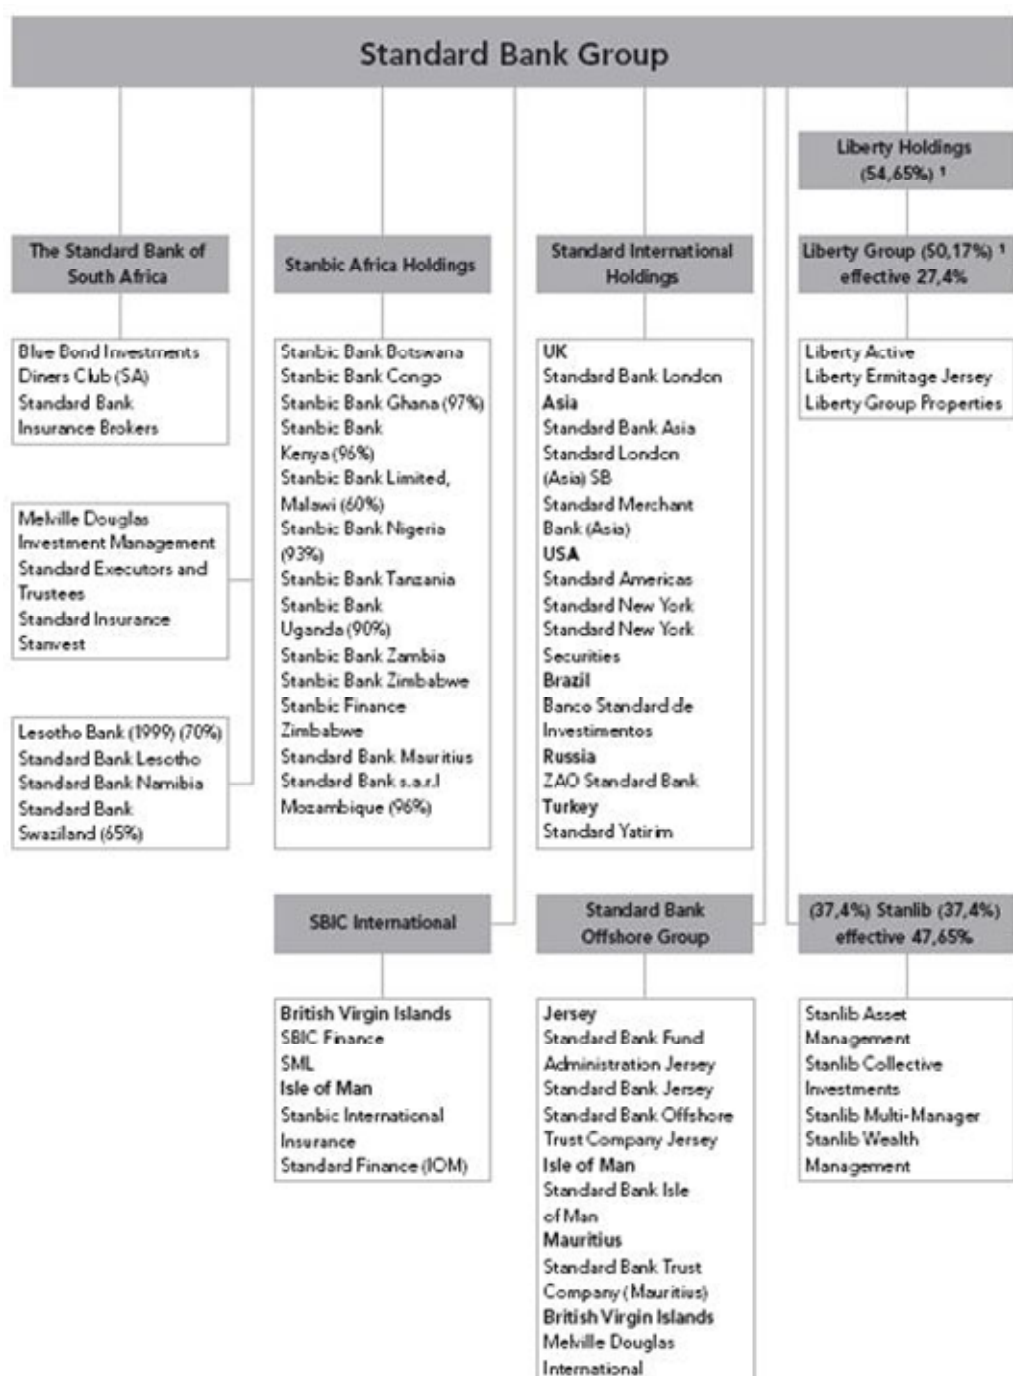 Standard Bank Group
Liberty Holdings
(54,65%) ¹
The Standard Bank of
South Africa
Stanbic Africa Holdings
Standard International
Holdings
Liberty Group (50,17%) ¹
effective 27,4%
Blue Bond Investments
Diners Club (SA)
Standard Bank
Insurance Brokers
Melville Douglas
Investment Management
Standard Executors and
Trustees
Standard Insurance
Stanvest
Lesotho Bank (1999) (70%)
Standard Bank Lesotho
Standard Bank Namibia
Standard Bank
Swaziland (65%)
Stanbic Bank Botswana
Stanbic Bank Congo
Stanbic Bank Ghana (97%)
Stanbic Bank
Kenya (96%)
Stanbic Bank Limited,
Malawi (60%)
Stanbic Bank Nigeria
(93%)
Stanbic Bank Tanzania
Stanbic Bank
Uganda (90%)
Stanbic Bank Zambia
Stanbic Bank Zimbabwe
Stanbic Finance
Zimbabwe
Standard Bank Mauritius
Standard Bank s.a.r.l
Mozambique (96%)
UK
Standard Bank London
Asia
Standard Bank Asia
Standard London
(Asia) SB
Standard Merchant
Bank (Asia)
USA
Standard Americas
Standard New York
Standard New York
Securities
Brazil
Banco Standard de
Investimentos
Russia
ZAO Standard Bank
Turkey
Standard Yatirim
Liberty Active
Liberty Ermitage Jersey
Liberty Group Properties
SBIC International
Standard Bank
Offshore Group
(37,4%) Stanlib (37,4%)
effective 47,65%
British Virgin Islands
SBIC Finance
SML
Isle of Man
Stanbic International
Insurance
Standard Finance (IOM)
Jersey
Standard Bank Fund
Administration Jersey
Standard Bank Jersey
Standard Bank Offshore
Trust Company Jersey
Isle of Man
Standard Bank Isle
of Man
Mauritius
Standard Bank Trust
Company (Mauritius)
British Virgin Islands
Melville Douglas
International
Stanlib Asset
Management
Stanlib Collective
Investments
Stanlib Multi-Manager
Stanlib Wealth
Management